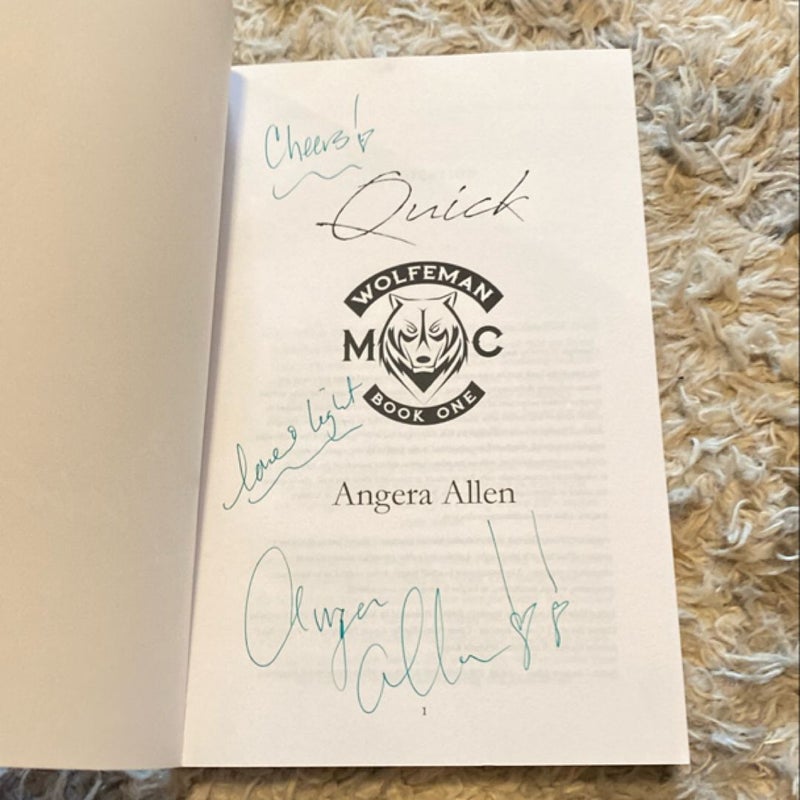 Cheers!
Quick
WOLFEMAN
MC
BOOK ONE
love & light
Angera Allen
Angera Allen!!
1